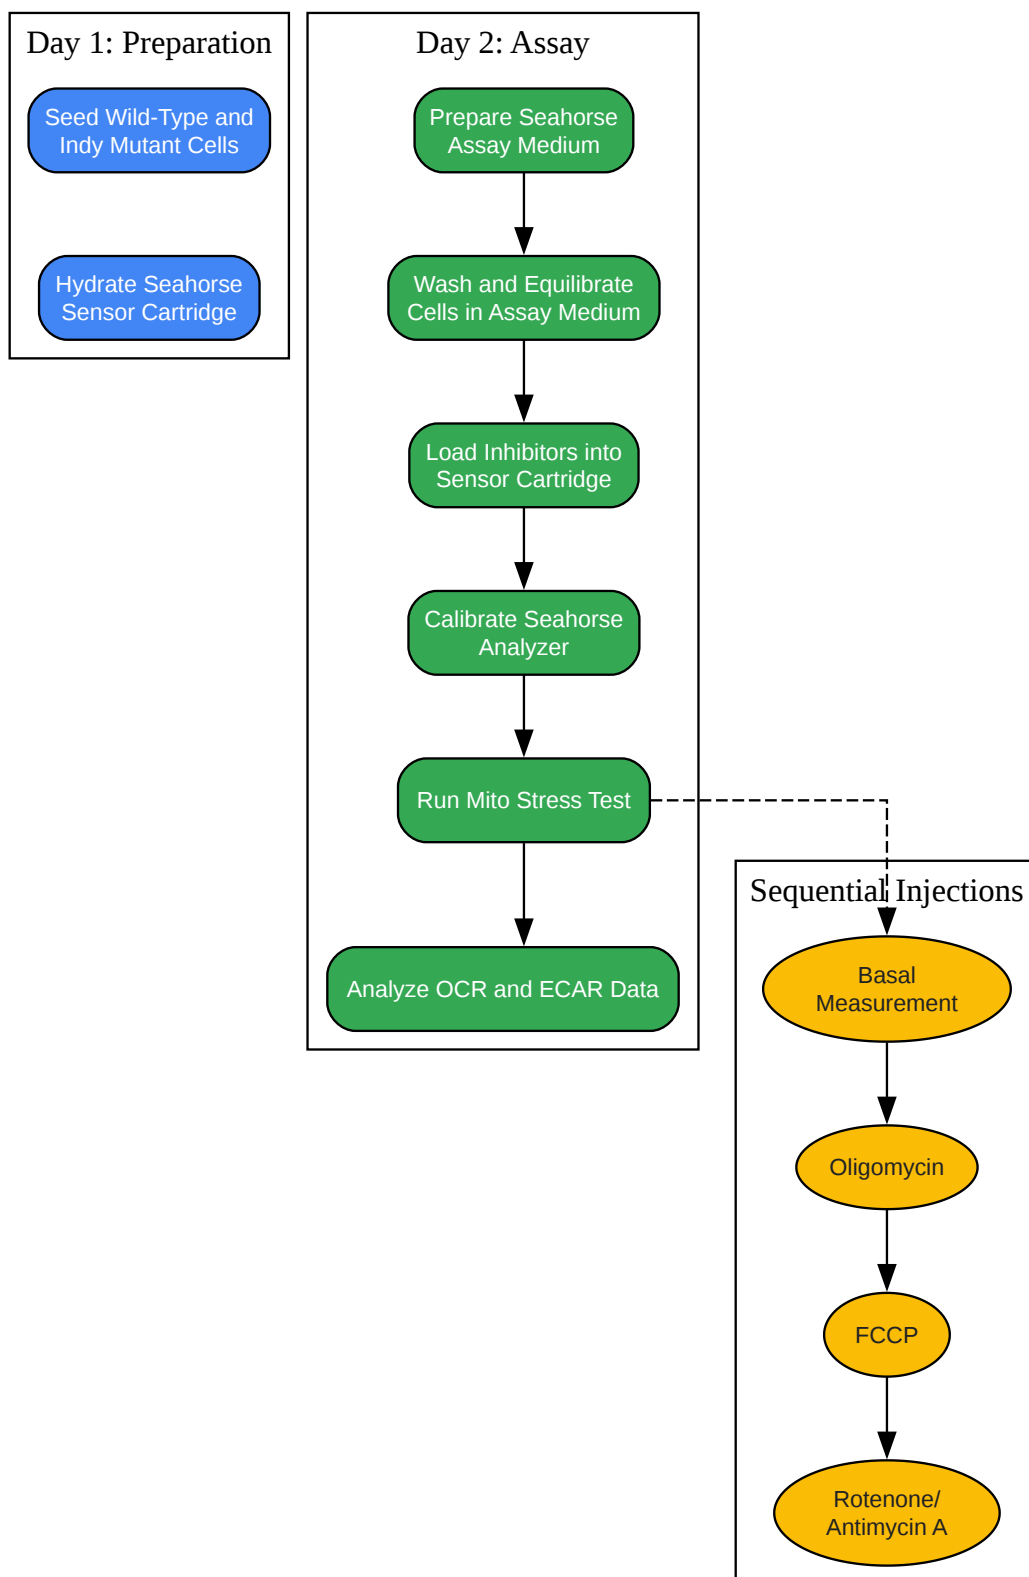 Day 1: Preparation
Seed Wild-Type and
Indy Mutant Cells
Hydrate Seahorse
Sensor Cartridge
Day 2: Assay
Prepare Seahorse
Assay Medium
Wash and Equilibrate
Cells in Assay Medium
Load Inhibitors into
Sensor Cartridge
Calibrate Seahorse
Analyzer
Run Mito Stress Test
Analyze OCR and ECAR Data
Sequential Injections
Basal
Measurement
Oligomycin
FCCP
Rotenone/
Antimycin A